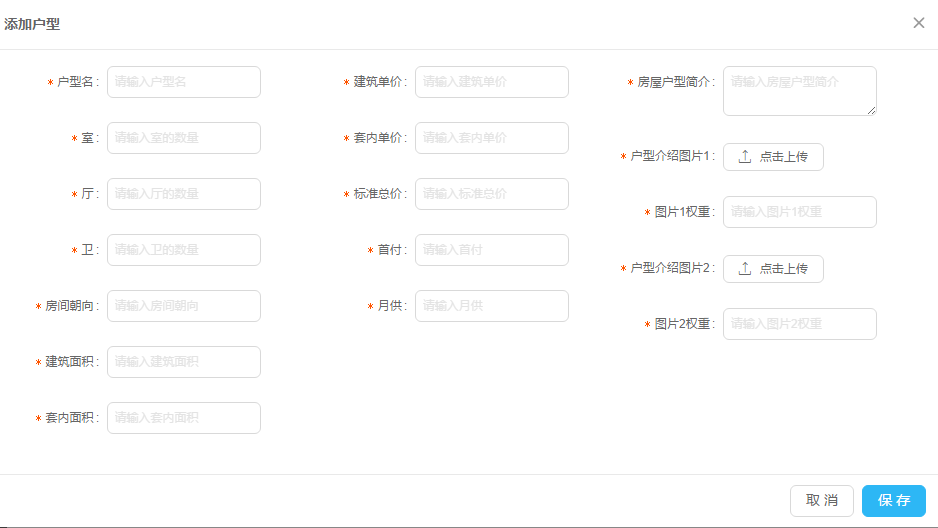 添加户型
* 户型名: 请输入户型名
* 室: 请输入室的数量
* 厅: 请输入厅的数量
* 卫: 请输入卫的数量
* 房间朝向: 请输入房间朝向
* 建筑面积: 请输入建筑面积
* 套内面积: 请输入套内面积
* 建筑单价: 请输入建筑单价
* 套内单价: 请输入套内单价
* 标准总价: 请输入标准总价
* 首付: 请输入首付
* 月供: 请输入月供
* 房屋户型简介: 请输入房屋户型简介
* 户型介绍图片1: 点击上传
* 图片1权重: 请输入图片1权重
* 户型介绍图片2: 点击上传
* 图片2权重: 请输入图片2权重
取 消
保 存